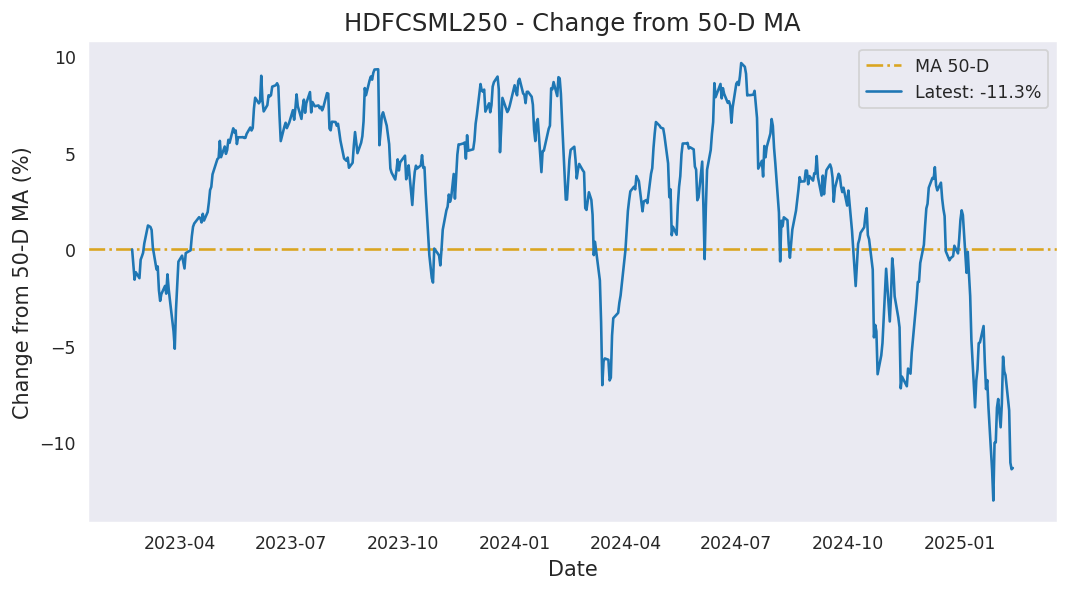 HDFCSML250 - Change from 50-D MA
MA 50-D
Latest: -11.3%
Change from 50-D MA (%)
10
5
0
−5
−10
2023-04
2023-07
2023-10
2024-01
2024-04
2024-07
2024-10
2025-01
Date